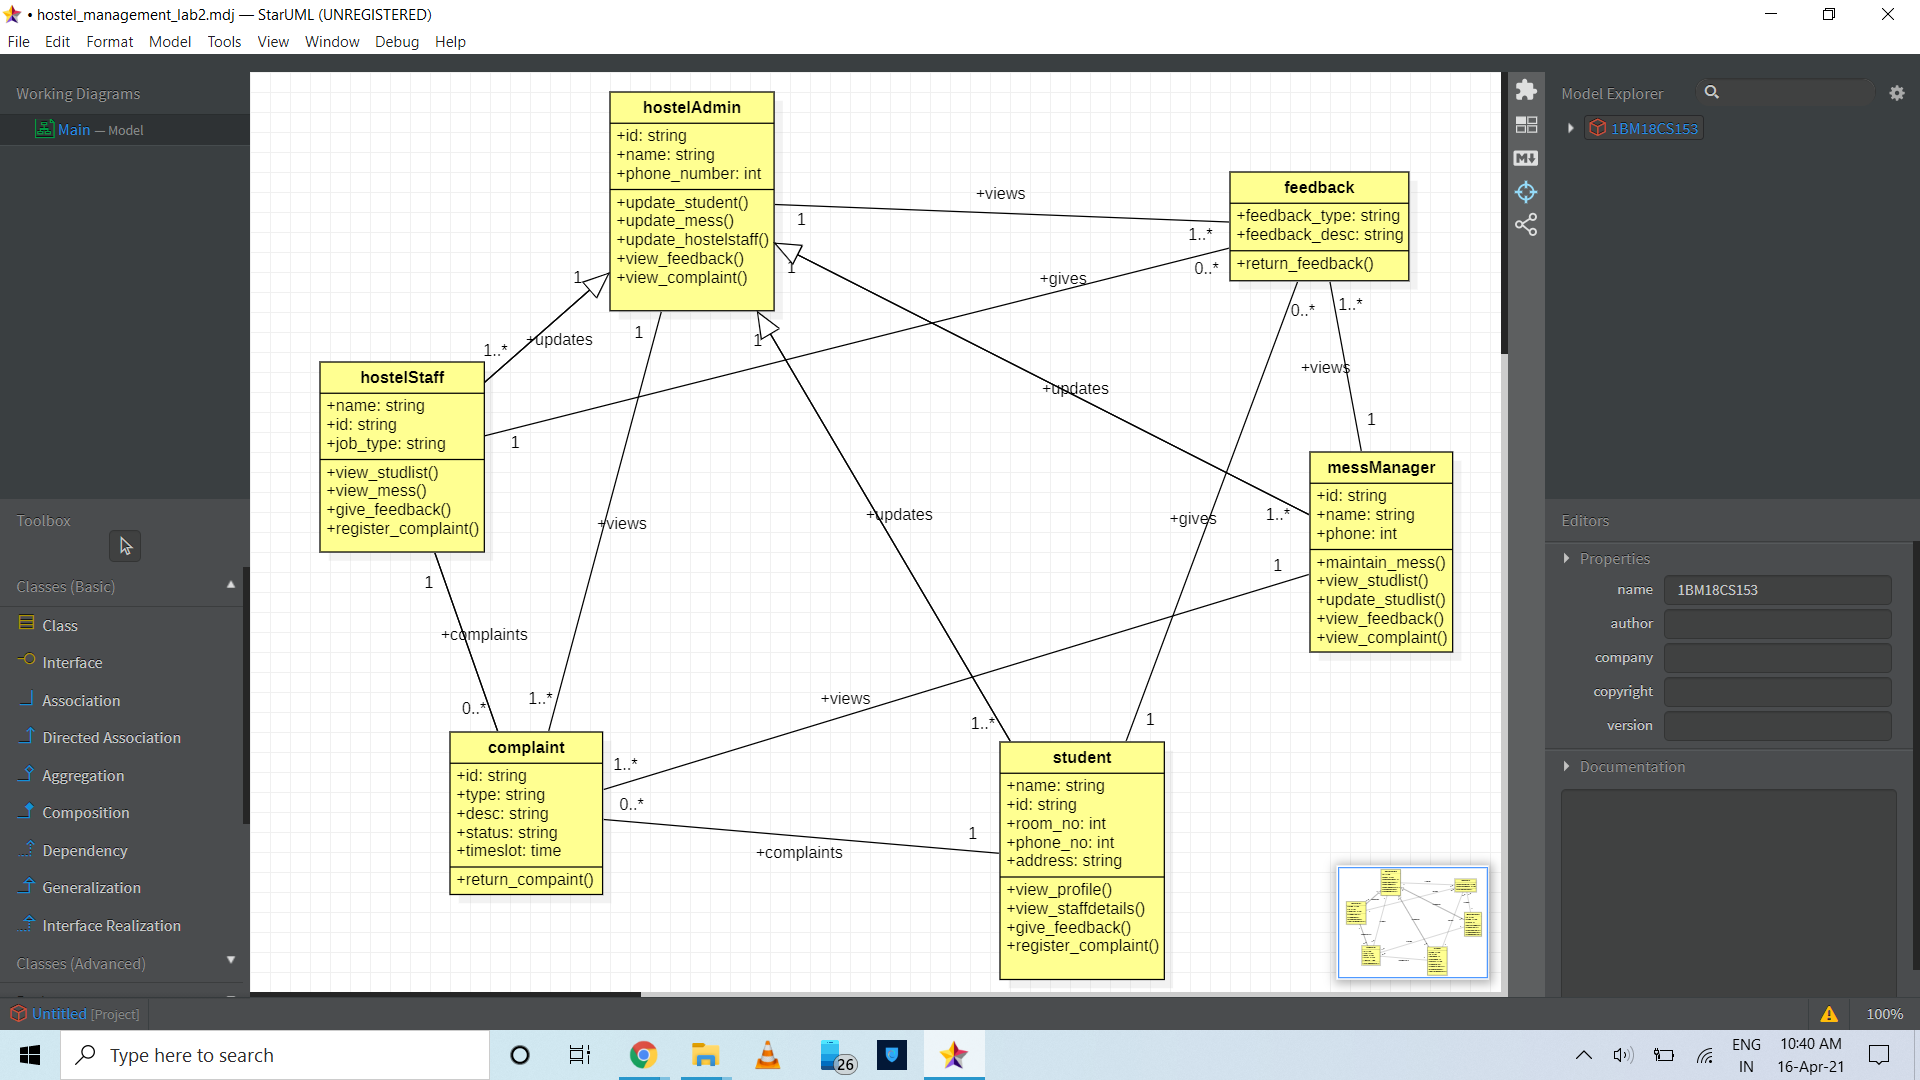 • hostel_management_lab2.mdj — StarUML (UNREGISTERED)
File Edit Format Model Tools View Window Debug Help
Working Diagrams
Main — Model
Toolbox
Classes (Basic)
Class
Interface
Association
Directed Association
Aggregation
Composition
Dependency
Generalization
Interface Realization
Classes (Advanced)
hostelAdmin
+id: string
+name: string
+phone_number: int
+update_student()
+update_mess()
+update_hostelstaff()
+view_feedback()
+view_complaint()
feedback
+feedback_type: string
+feedback_desc: string
+return_feedback()
hostelStaff
+name: string
+id: string
+job_type: string
+view_studlist()
+view_mess()
+give_feedback()
+register_complaint()
messManager
+id: string
+name: string
+phone: int
+maintain_mess()
+view_studlist()
+update_studlist()
+view_feedback()
+view_complaint()
complaint
+id: string
+type: string
+desc: string
+status: string
+timeslot: time
+return_compaint()
student
+name: string
+id: string
+room_no: int
+phone_no: int
+address: string
+view_profile()
+view_staffdetails()
+give_feedback()
+register_complaint()
+views
1
1..*
+gives
0..*
1
1
+updates
1..*
1
+updates
1..*
1
+updates
1..*
1
+views
1..*
0..*
+gives
1
1..*
+views
1
1
+complaints
0..*
1
+views
1..*
0..*
+complaints
1
Model Explorer
1BM18CS153
M
Editors
Properties
name 1BM18CS153
author
company
copyright
version
Documentation
Untitled [Project]
100%
Type here to search
26
ENG
IN
10:40 AM
16-Apr-21